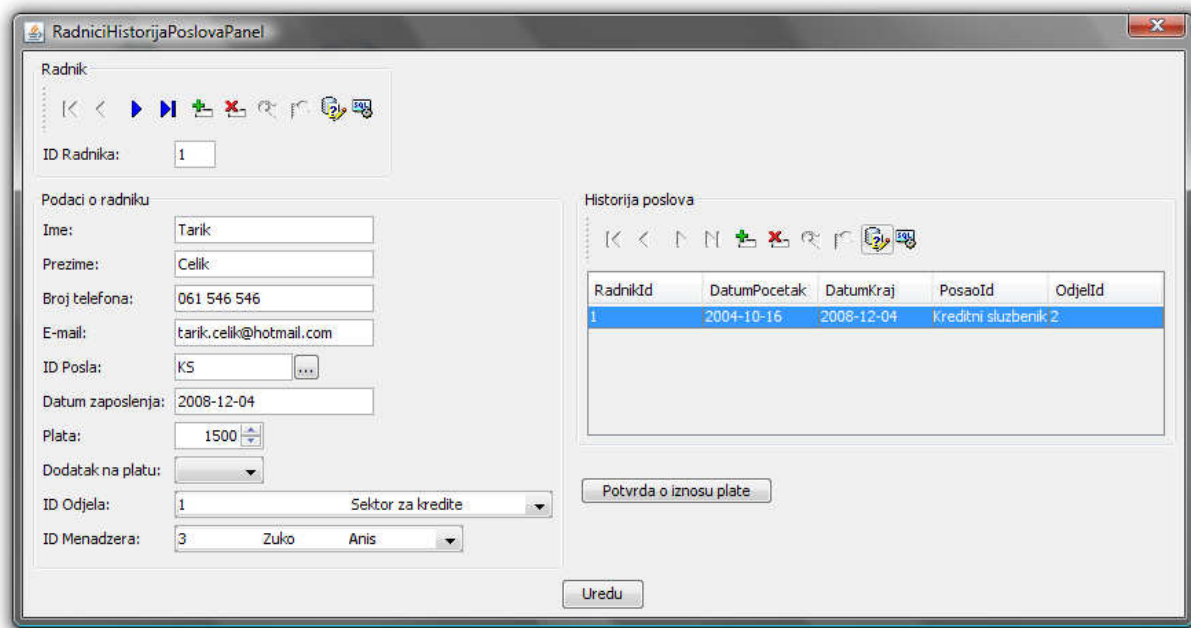 RadniciHistorijaPoslovaPanel
Radnik
SQL
ID Radnika: 1
Podaci o radniku
Ime: Tarik
Prezime: Celik
Broj telefona: 061 546 546
E-mail: tarik.celik@hotmail.com
ID Posla: KS ...
Datum zaposlenja: 2008-12-04
Plata: 1500
Dodatak na platu:
ID Odjela: 1 Sektor za kredite
ID Menadzera: 3 Zuko Anis
Historija poslova
SQL
RadnikId DatumPocetak DatumKraj PosaoId OdjelId
1 2004-10-16 2008-12-04 Kreditni sluzbenik 2
Potvrda o iznosu plate
Uredu